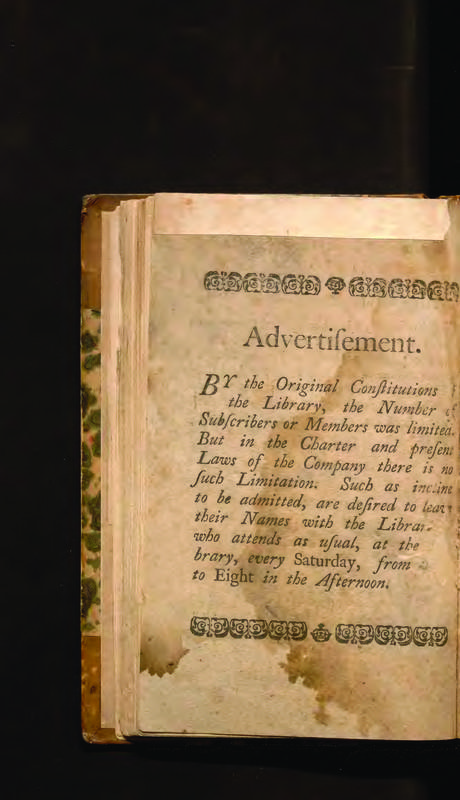 Advertiſement.
BY the Original Conſtitutions
the Library, the Number
Subſcribers or Members was limited.
But in the Charter and preſent
Laws of the Company there is no
ſuch Limitation. Such as incline
to be admitted, are deſired to leave
their Names with the
who attends as uſual, at the
brary, every Saturday, from
to Eight in the Afternoon.